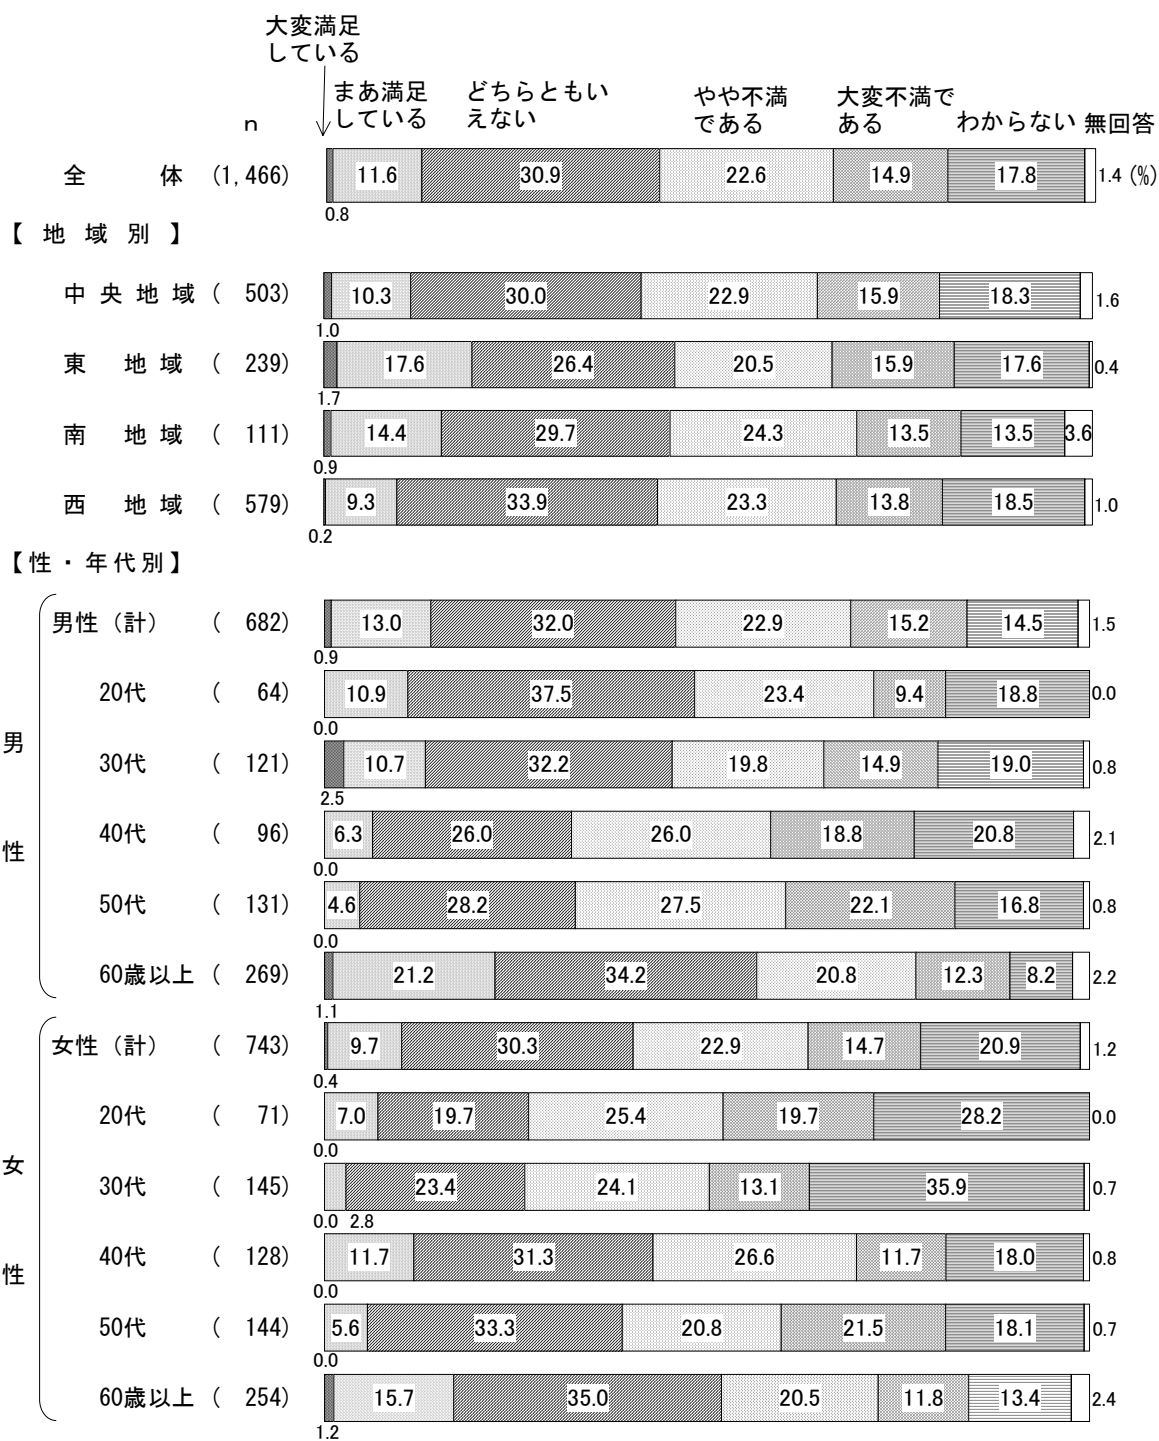 大変満足
している
まあ満足
している
どちらともい
えない
やや不満
である
大変不満で
ある
わからない
無回答
n
全体 (1,466) 11.6 30.9 22.6 14.9 17.8 1.4 (%)
0.8
【地域別】
中央地域 ( 503) 10.3 30.0 22.9 15.9 18.3 1.6
1.0
東地域 ( 239) 17.6 26.4 20.5 15.9 17.6 0.4
1.7
南地域 ( 111) 14.4 29.7 24.3 13.5 13.5 3.6
0.9
西地域 ( 579) 9.3 33.9 23.3 13.8 18.5 1.0
0.2
【性・年代別】
男性
男性(計) ( 682) 13.0 32.0 22.9 15.2 14.5 1.5
0.9
20代 ( 64) 10.9 37.5 23.4 9.4 18.8 0.0
0.0
30代 ( 121) 10.7 32.2 19.8 14.9 19.0 0.8
2.5
40代 ( 96) 6.3 26.0 26.0 18.8 20.8 2.1
0.0
50代 ( 131) 4.6 28.2 27.5 22.1 16.8 0.8
0.0
60歳以上 ( 269) 21.2 34.2 20.8 12.3 8.2 2.2
1.1
女性
女性(計) ( 743) 9.7 30.3 22.9 14.7 20.9 1.2
0.4
20代 ( 71) 7.0 19.7 25.4 19.7 28.2 0.0
0.0
30代 ( 145) 23.4 24.1 13.1 35.9 0.7
0.0 2.8
40代 ( 128) 11.7 31.3 26.6 11.7 18.0 0.8
0.0
50代 ( 144) 5.6 33.3 20.8 21.5 18.1 0.7
0.0
60歳以上 ( 254) 15.7 35.0 20.5 11.8 13.4 2.4
1.2